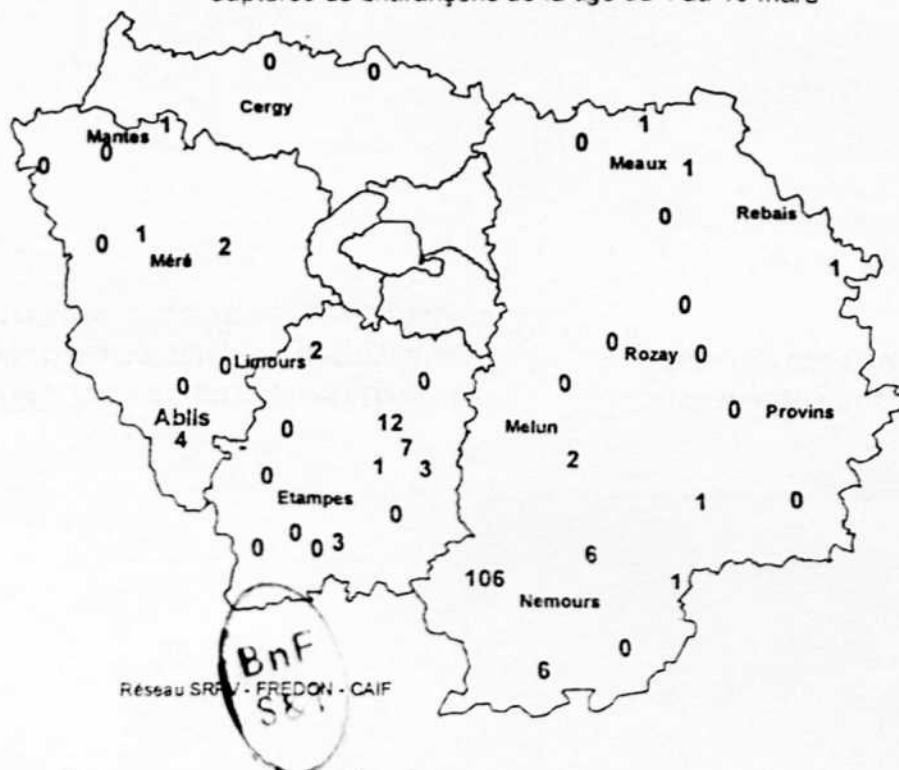 0 0
Cergy
1
Mantes
0
0
0 1
Meaux 1
0
Rebais
0 1 2
Méré
1
0
2
Limours
0
0
0 Rozay 0
0
0
Ablis
4
0
12
7
1 3
0
Etampes
0
0
0 0 3
Melun
0 Provins
2
1 0
6
106
Nemours
1
0
6
BnF
S&T
Réseau SRPV - FREDON - CAIF